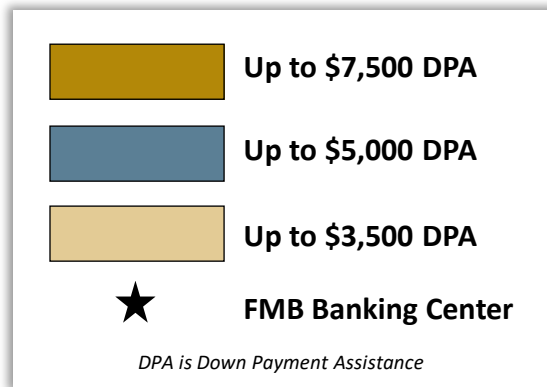 Up to $7,500 DPA
Up to $5,000 DPA
Up to $3,500 DPA
FMB Banking Center
DPA is Down Payment Assistance